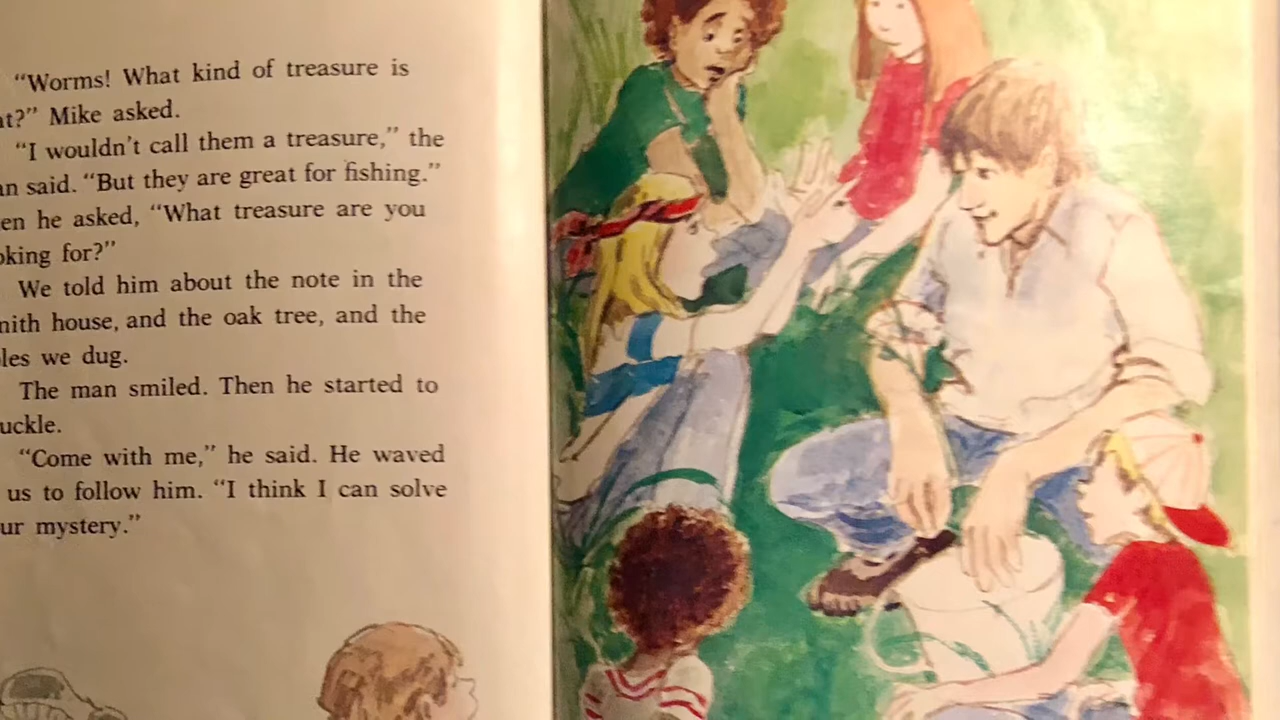 “Worms! What kind of treasure is
at?” Mike asked.
“I wouldn’t call them a treasure,” the
an said. “But they are great for fishing.”
en he asked, “What treasure are you
oking for?”
We told him about the note in the
nith house, and the oak tree, and the
les we dug.
The man smiled. Then he started to
uckle.
“Come with me,” he said. He waved
us to follow him. “I think I can solve
ur mystery.”